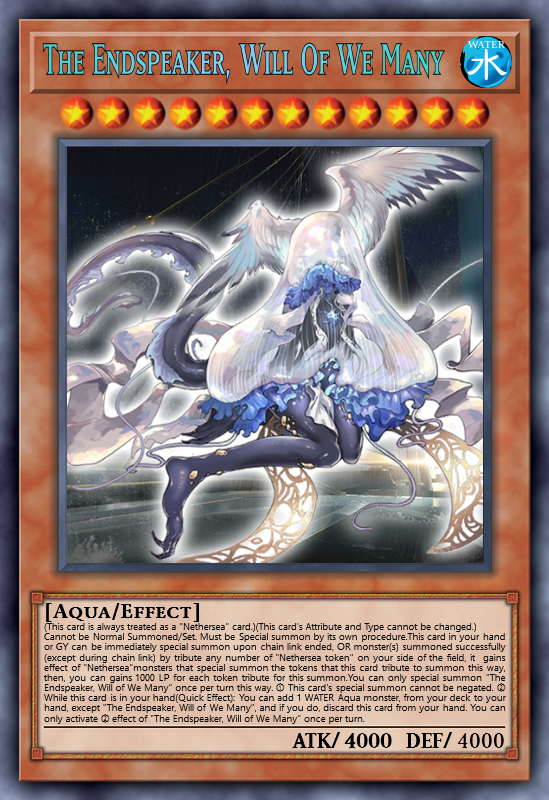 THE ENDSPEAKER, WILL OF WE MANY
WATER
水
[AQUA/EFFECT]
(This card is always treated as a "Nethersea" card.)(This card's Attribute and Type cannot be changed.)
Cannot be Normal Summoned/Set. Must be Special summon by its own procedure.This card in your hand
or GY can be immediately special summon upon chain link ended, OR monster(s) summoned successfully
(except during chain link) by tribute any number of "Nethersea token" on your side of the field, it gains
effect of "Nethersea"monsters that special summon the tokens that this card tribute to summon this way,
then, you can gains 1000 LP for each token tribute for this summon.You can only special summon "The
Endspeaker, Will of We Many" once per turn this way. ① This card's special summon cannot be negated. ②
While this card is in your hand(Quick Effect): You can add 1 WATER Aqua monster, from your deck to your
hand, except "The Endspeaker, Will of We Many", and if you do, discard this card from your hand. You can
only activate ② effect of "The Endspeaker, Will of We Many" once per turn.
ATK/ 4000 DEF/ 4000